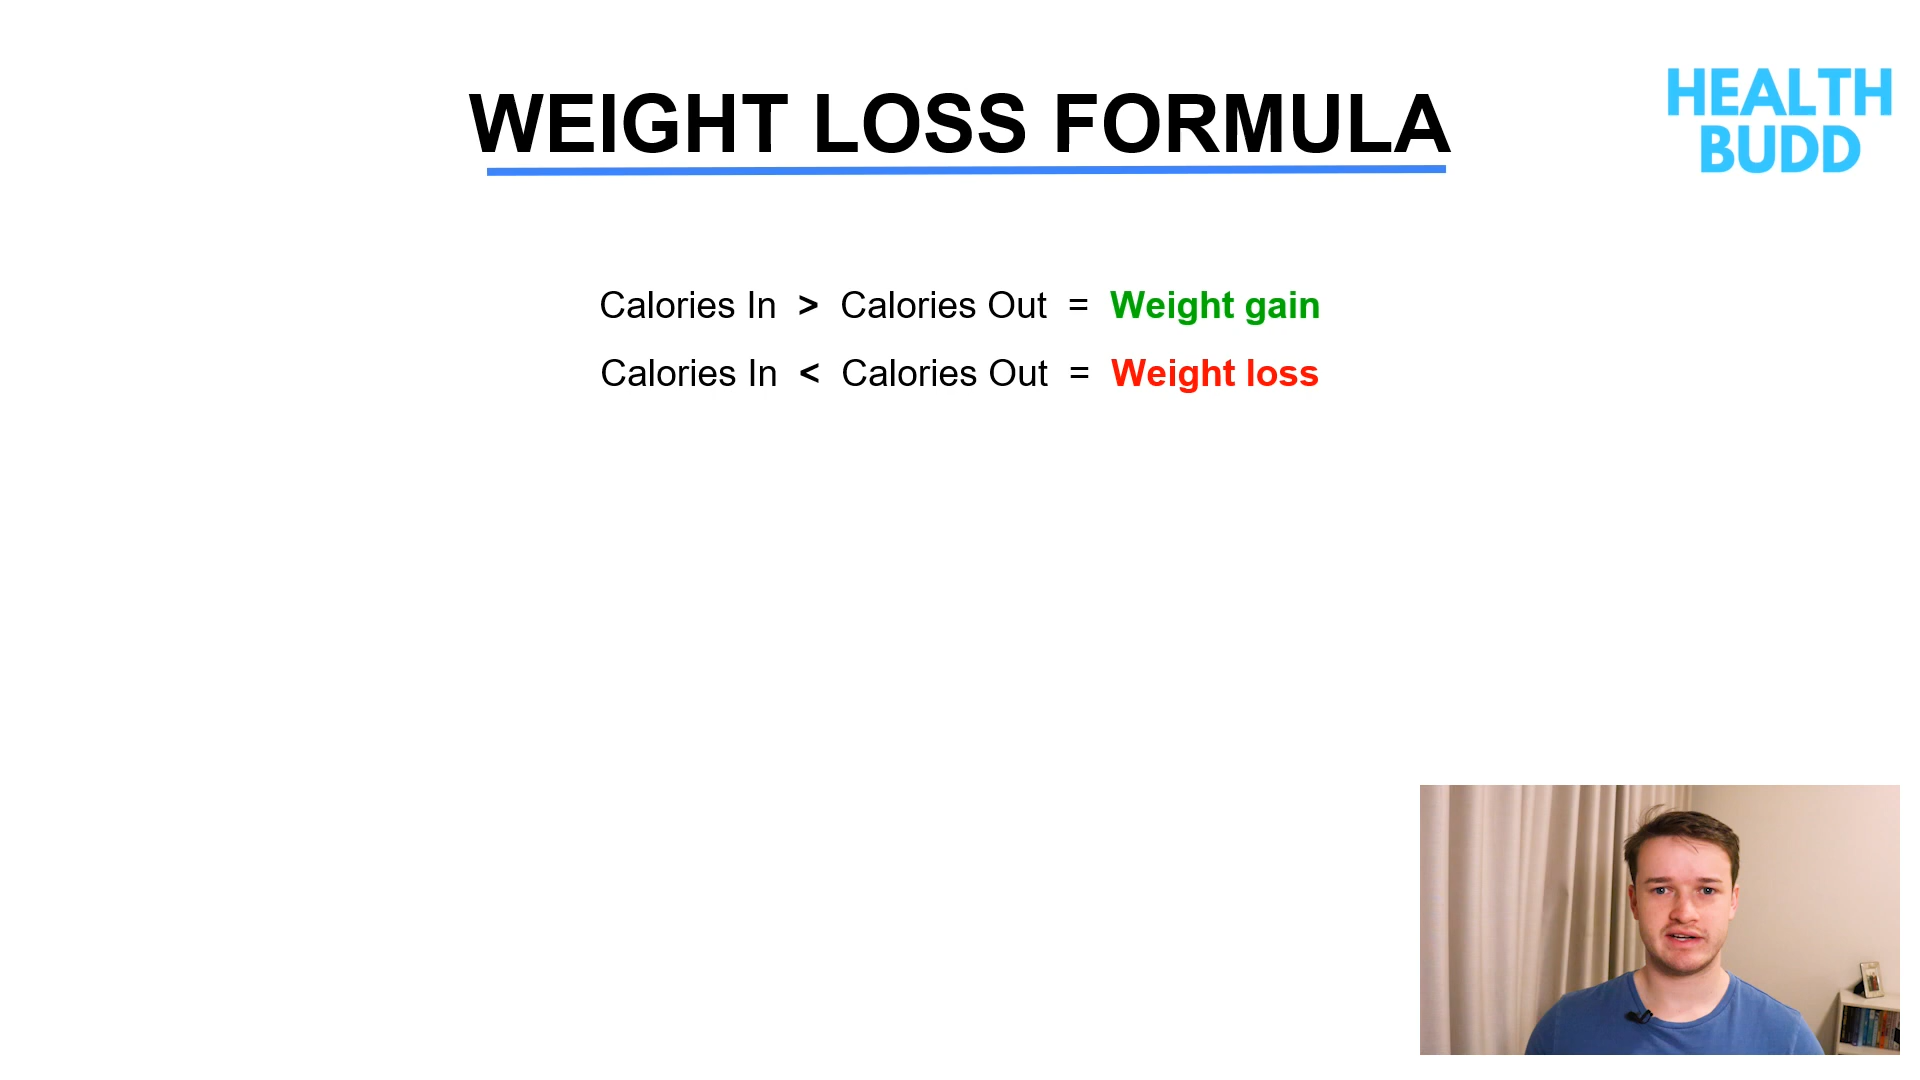 WEIGHT LOSS FORMULA
HEALTH
BUDD
Calories In > Calories Out = Weight gain
Calories In < Calories Out = Weight loss